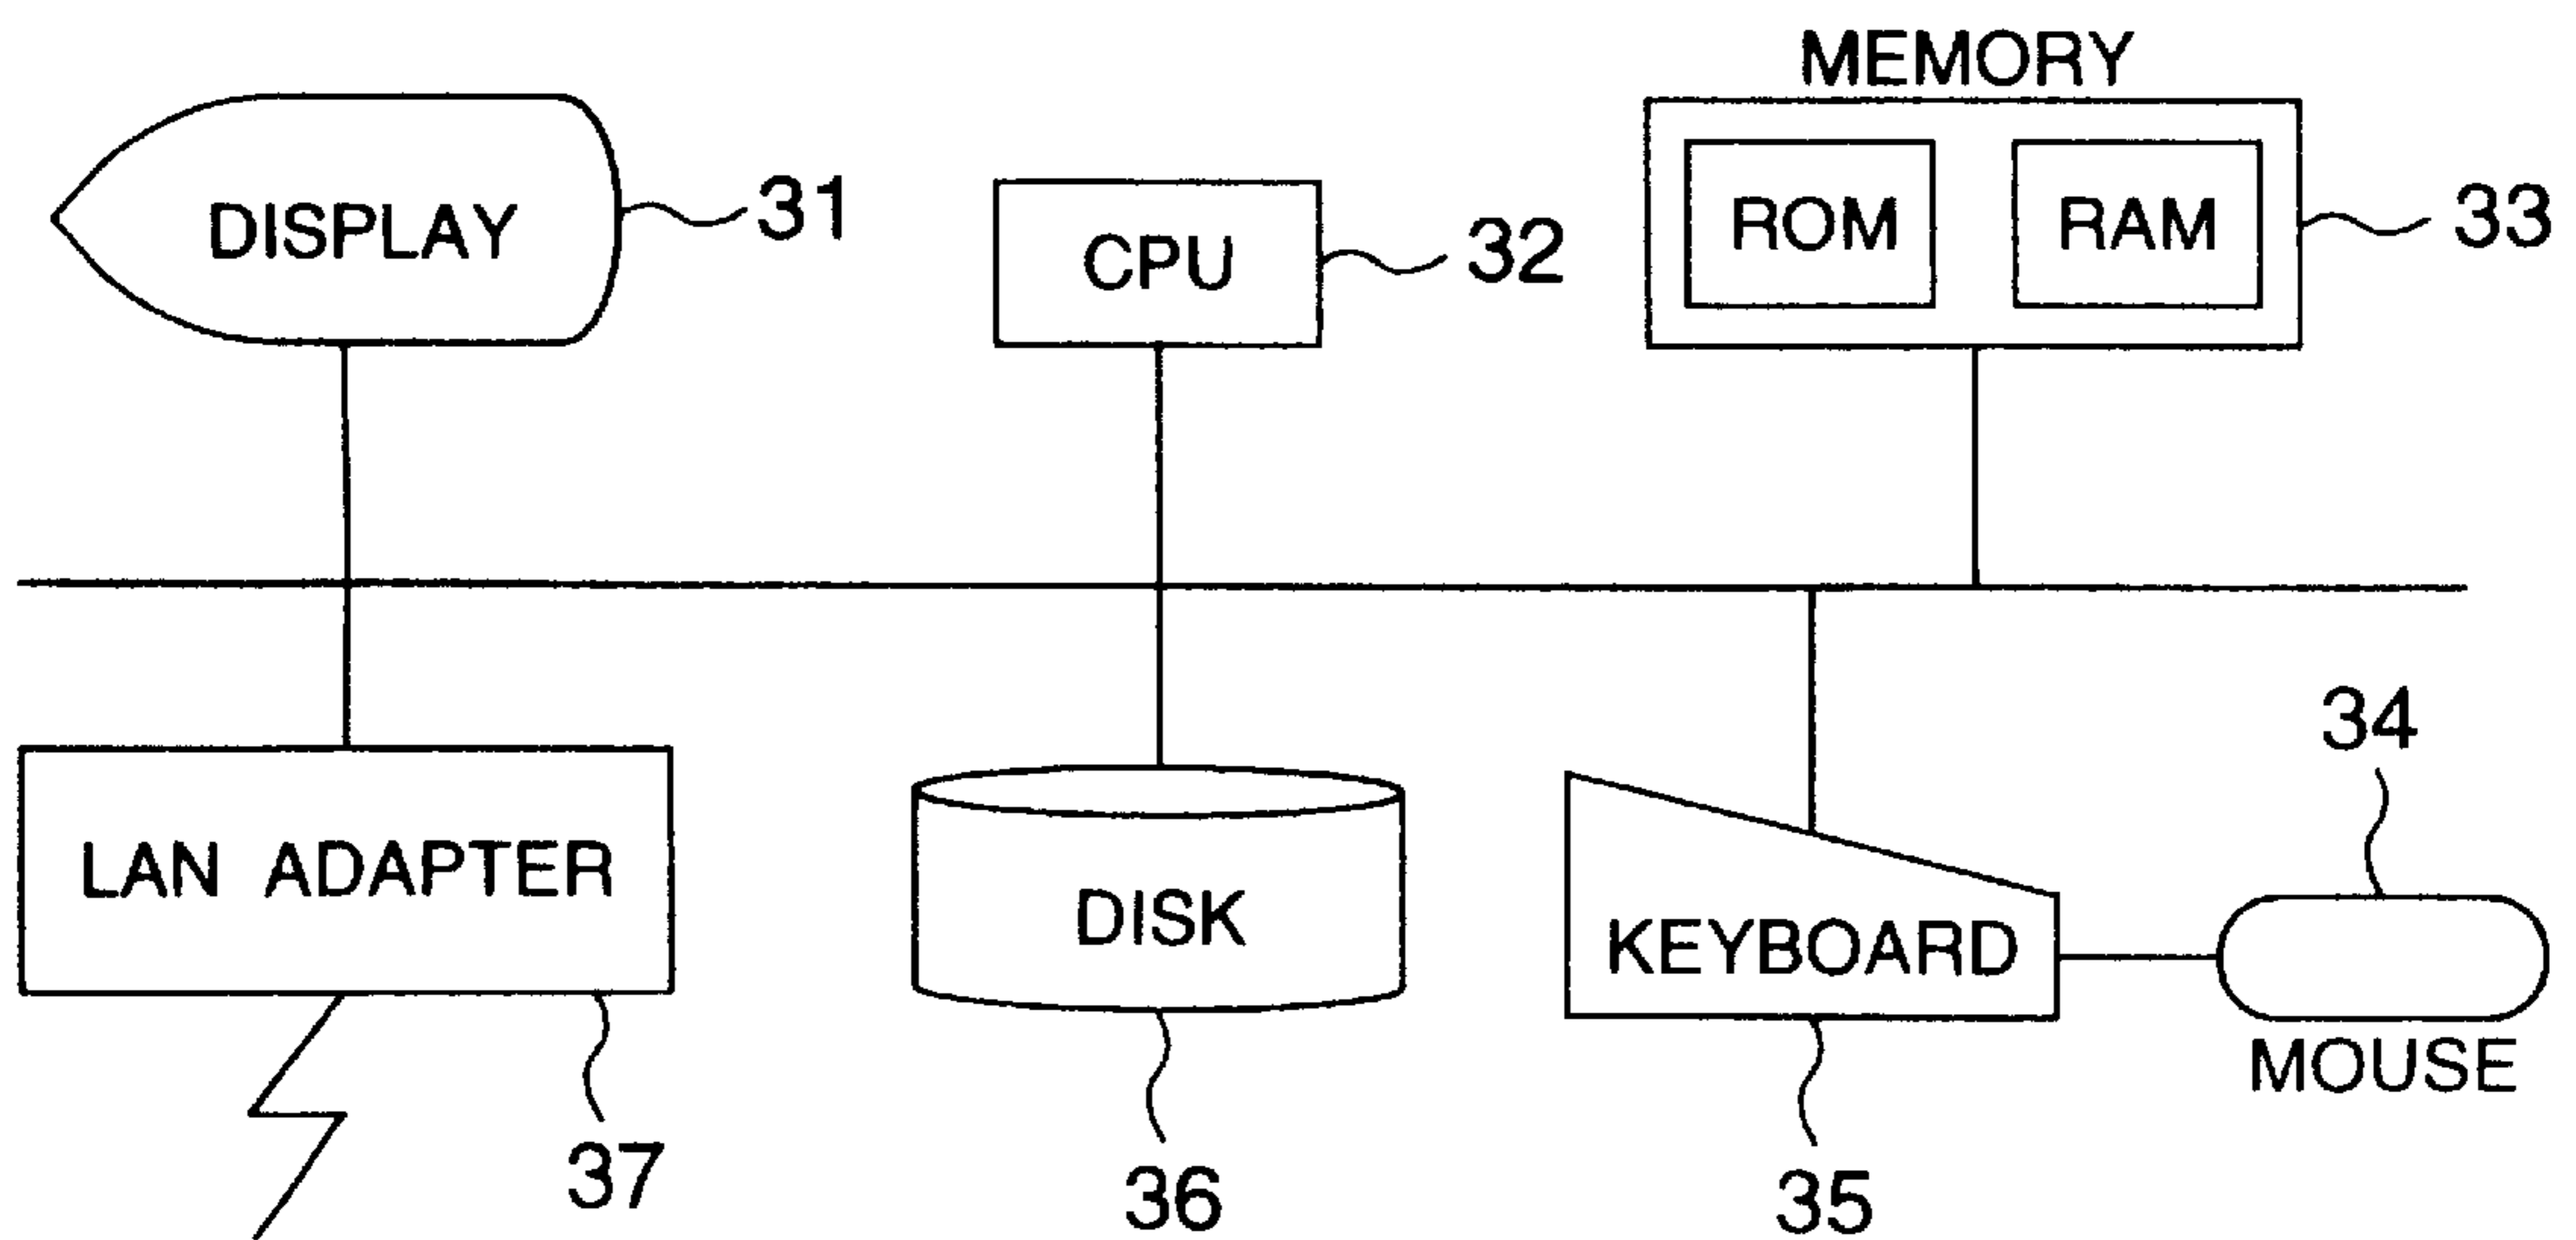 MEMORY
DISPLAY
31
CPU
32
ROM
RAM
33
34
LAN ADAPTER
DISK
KEYBOARD
MOUSE
37
36
35